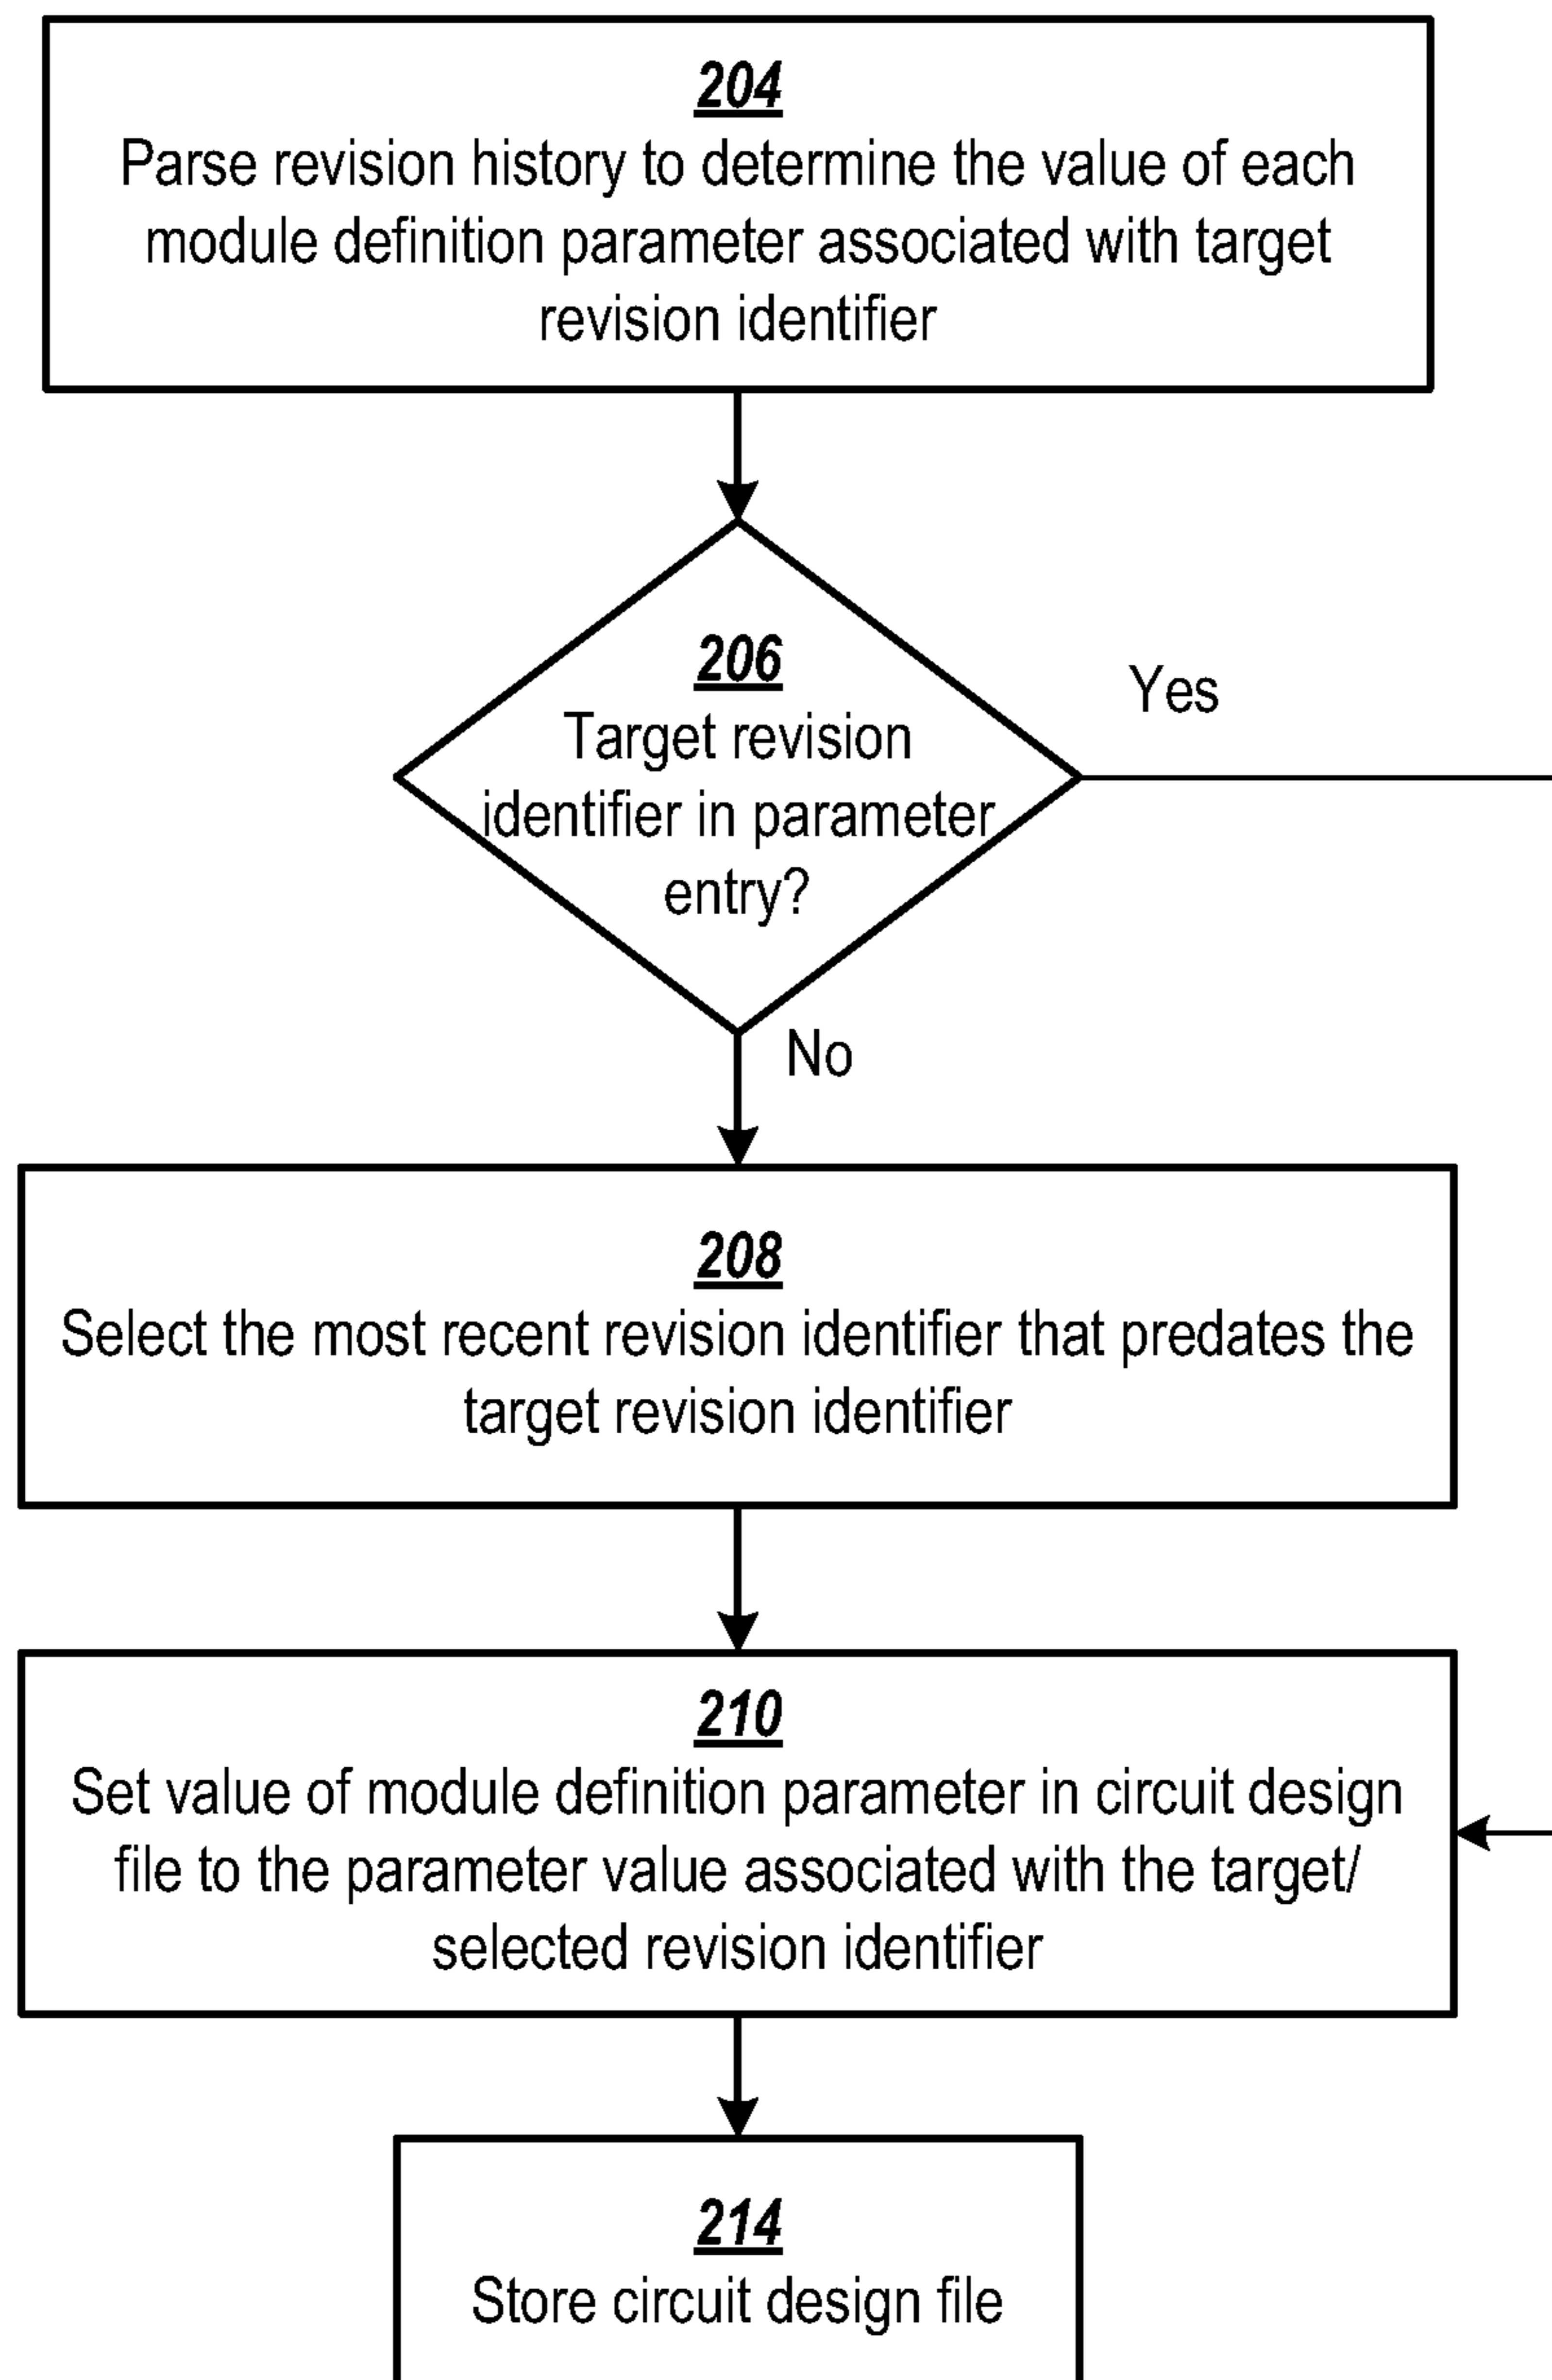 204
Parse revision history to determine the value of each
module definition parameter associated with target
revision identifier
206
Target revision
identifier in parameter
entry?
Yes
No
208
Select the most recent revision identifier that predates the
target revision identifier
210
Set value of module definition parameter in circuit design
file to the parameter value associated with the target/
selected revision identifier
214
Store circuit design file